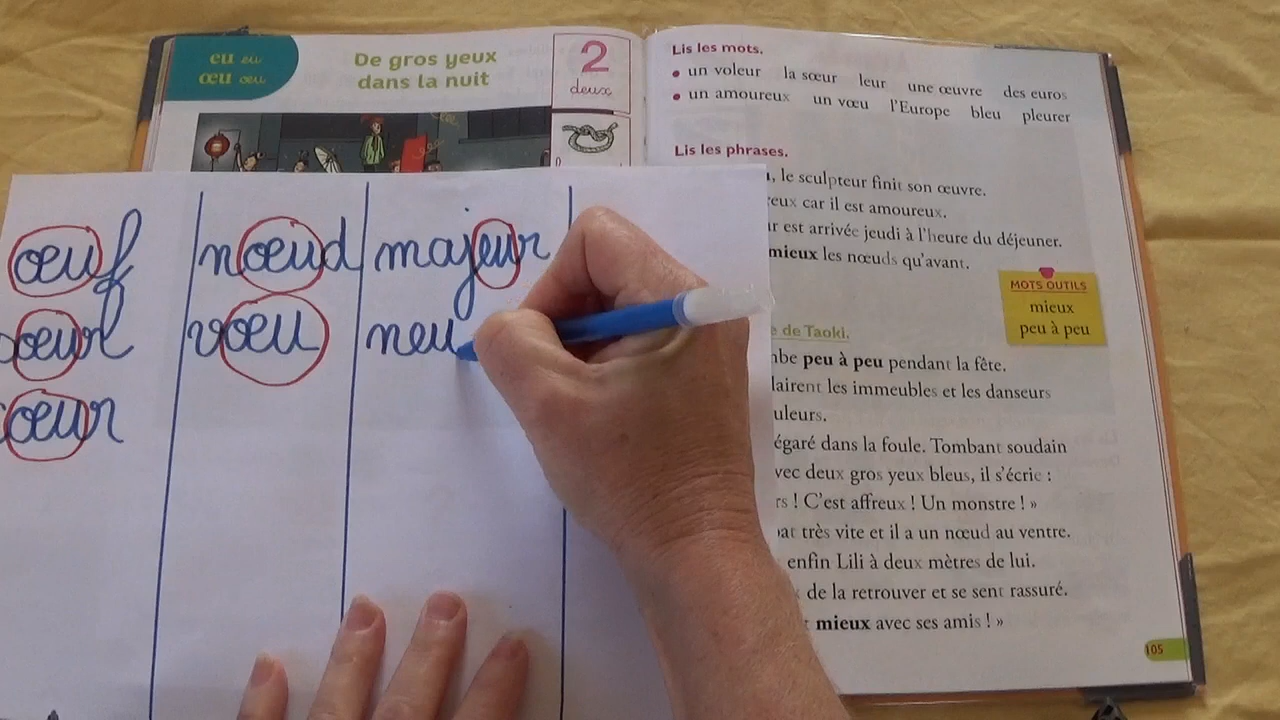 eu eu
œu œu
De gros yeux
dans la nuit
2
deux
Lis les mots.
un voleur la sœur leur une œuvre des euros
un amoureux un vœu l'Europe bleu pleurer
Lis les phrases.
, le sculpteur finit son œuvre.
eux car il est amoureux.
est arrivée jeudi à l'heure du déjeuner.
mieux les nœuds qu'avant.
MOTS OUTILS
mieux
peu à peu
de Taoki.
peu à peu pendant la fête.
lairent les immeubles et les danseurs
uleurs.
égaré dans la foule. Tombant soudain
vec deux gros yeux bleus, il s'écrie :
rs ! C'est affreux ! Un monstre ! »
très vite et il a un nœud au ventre.
enfin Lili à deux mètres de lui.
de la retrouver et se sent rassuré.
mieux avec ses amis ! »
105
œuf nœud majeur
vœu neu
oeur